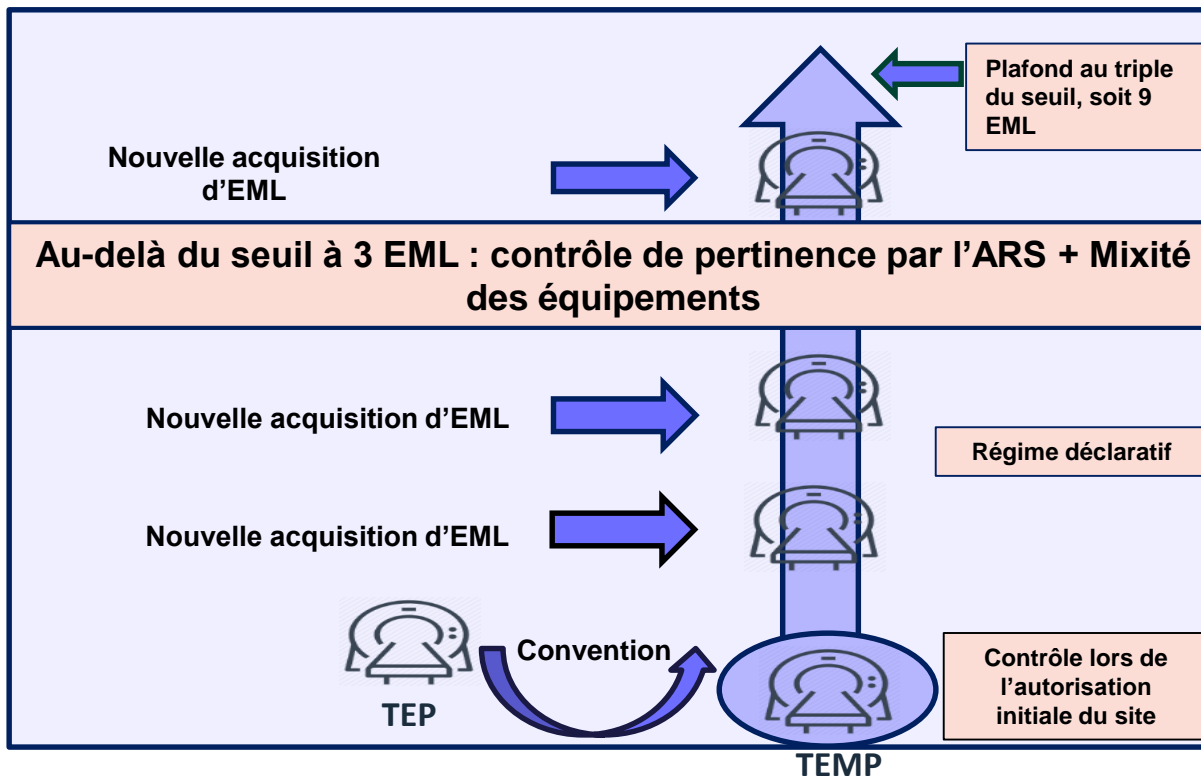 Plafond au triple
du seuil, soit 9
EML
Nouvelle acquisition
d’EML
Au-delà du seuil à 3 EML : contrôle de pertinence par l’ARS + Mixité
des équipements
Nouvelle acquisition d’EML
Régime déclaratif
Nouvelle acquisition d’EML
Convention
TEP
Contrôle lors de
l’autorisation
initiale du site
TEMP